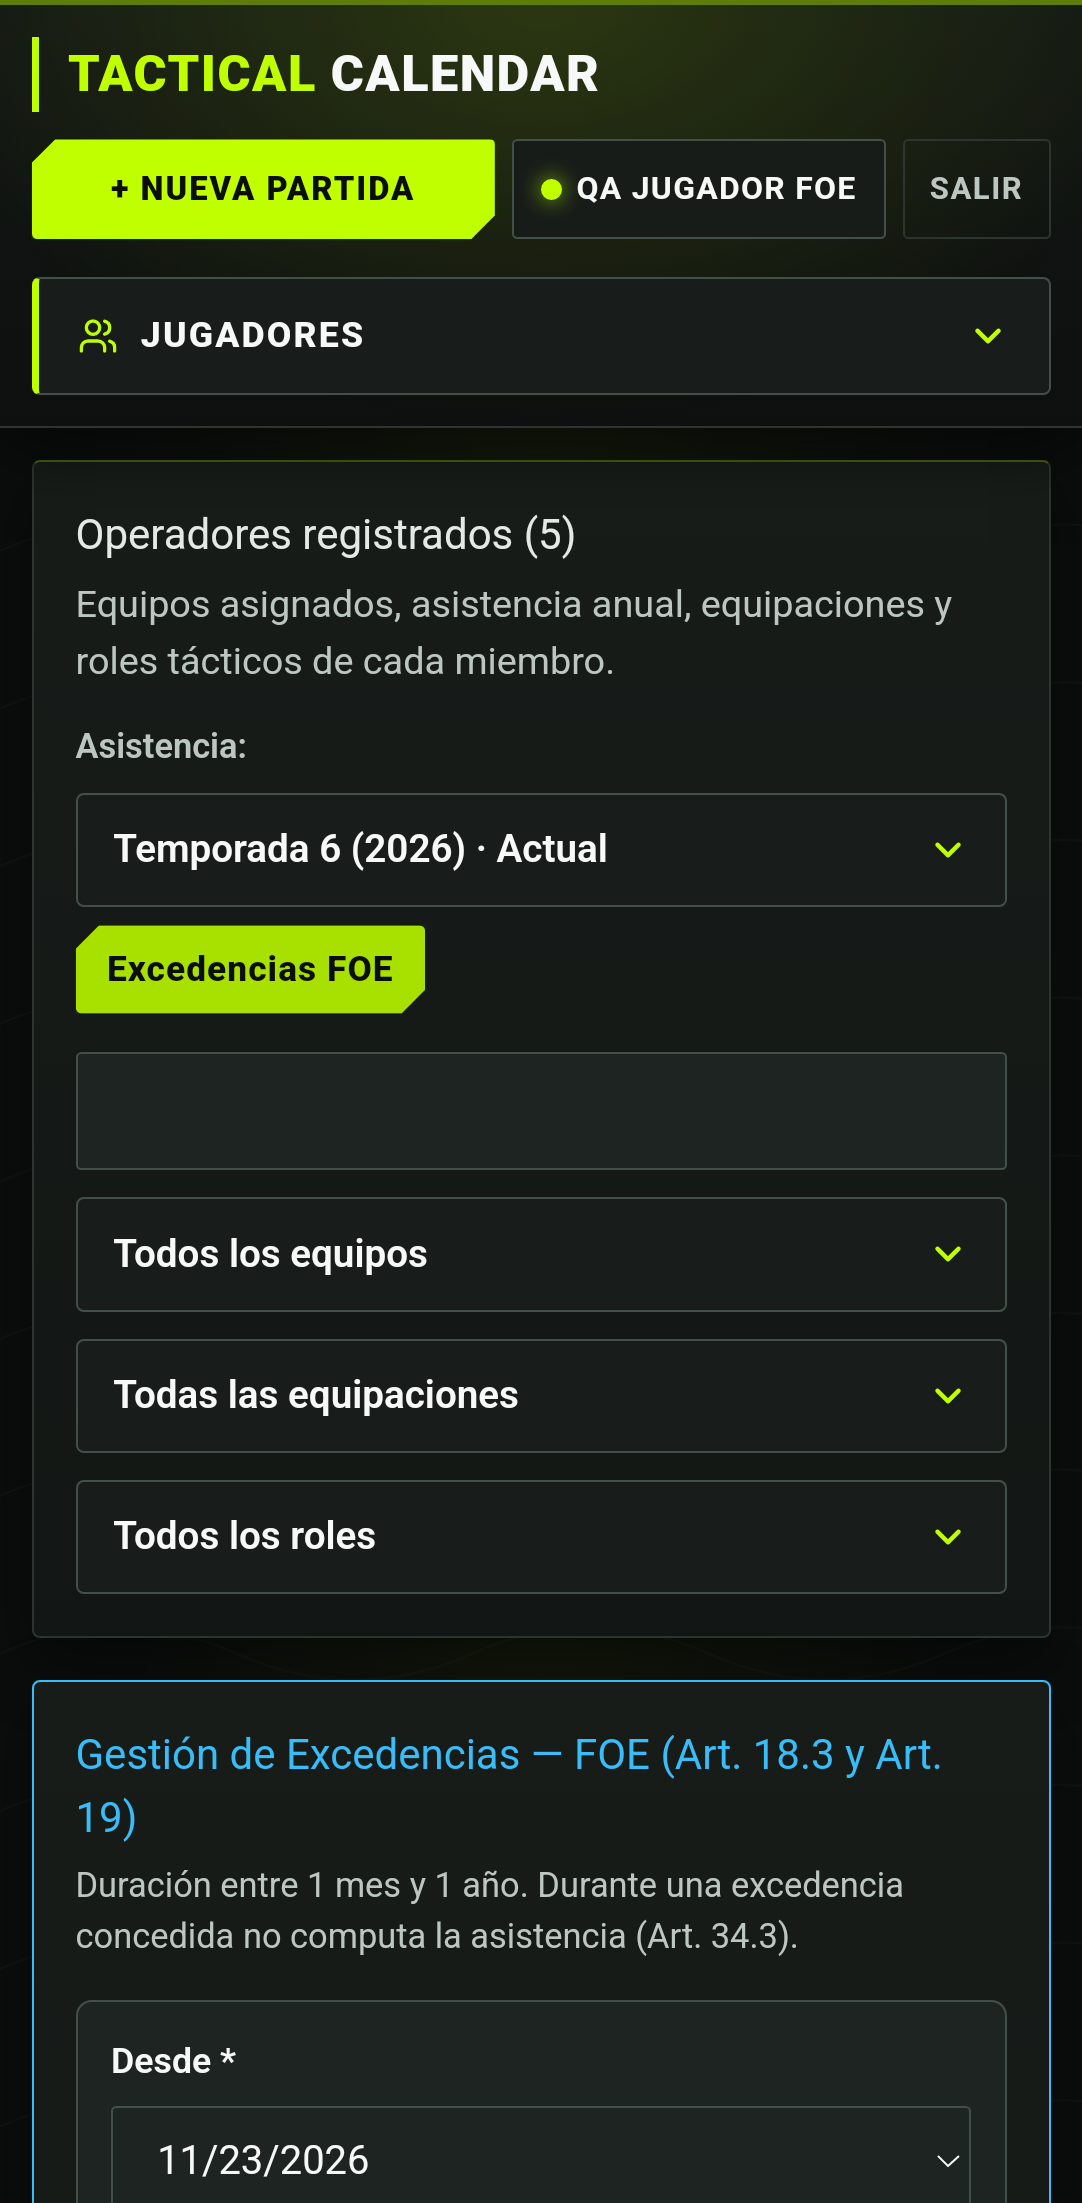 TACTICAL CALENDAR
+ NUEVA PARTIDA
QA JUGADOR FOE
SALIR
JUGADORES
Operadores registrados (5)
Equipos asignados, asistencia anual, equipaciones y
roles tácticos de cada miembro.
Asistencia:
Temporada 6 (2026) · Actual
Excedencias FOE
Todos los equipos
Todas las equipaciones
Todos los roles
Gestión de Excedencias — FOE (Art. 18.3 y Art.
19)
Duración entre 1 mes y 1 año. Durante una excedencia
concedida no computa la asistencia (Art. 34.3).
Desde *
11/23/2026